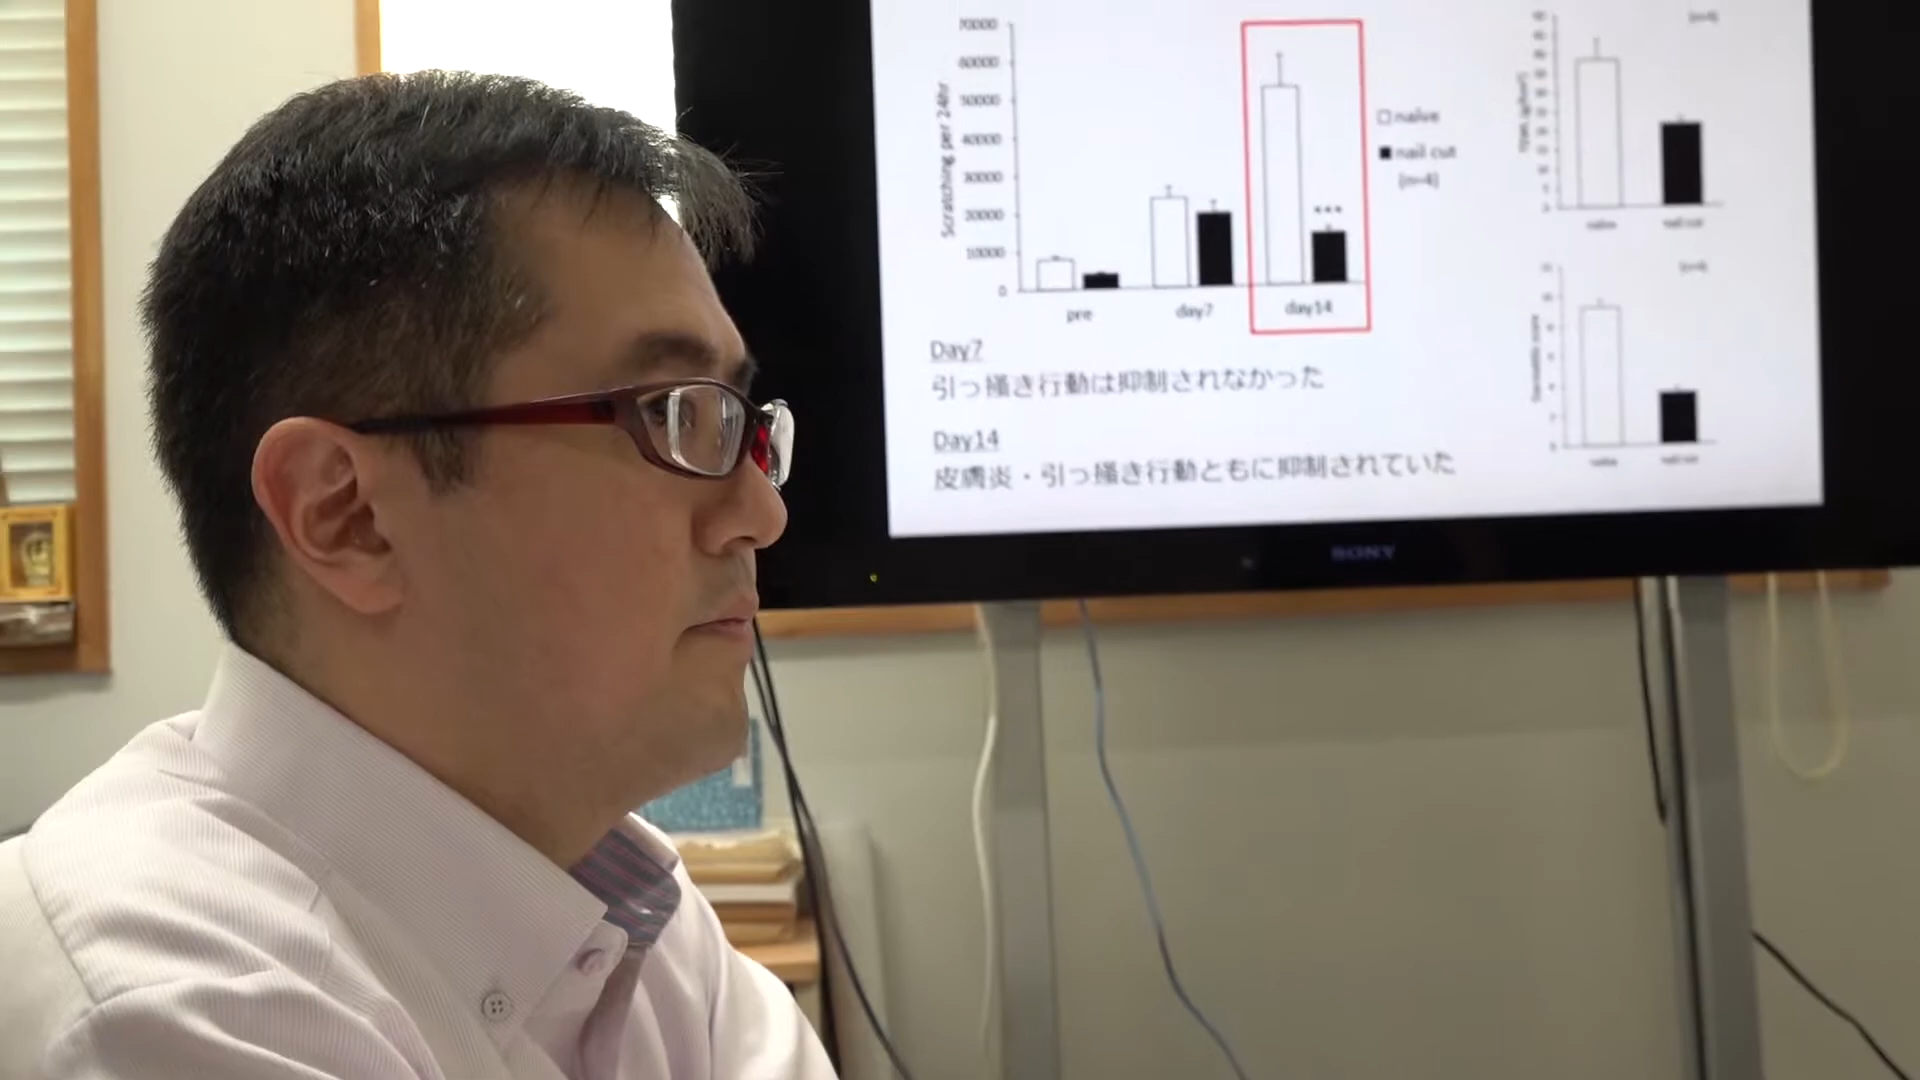 70000
60000
50000
40000
30000
20000
10000
0
Scratching per 24hr
pre
day7
day14
***
naive
nail cut
(n=4)
Day7
引っ掻き行動は抑制されなかった
Day14
皮膚炎・引っ掻き行動ともに抑制されていた
(n=4)
naive
nail cut
(n=4)
naive
nail cut
SONY